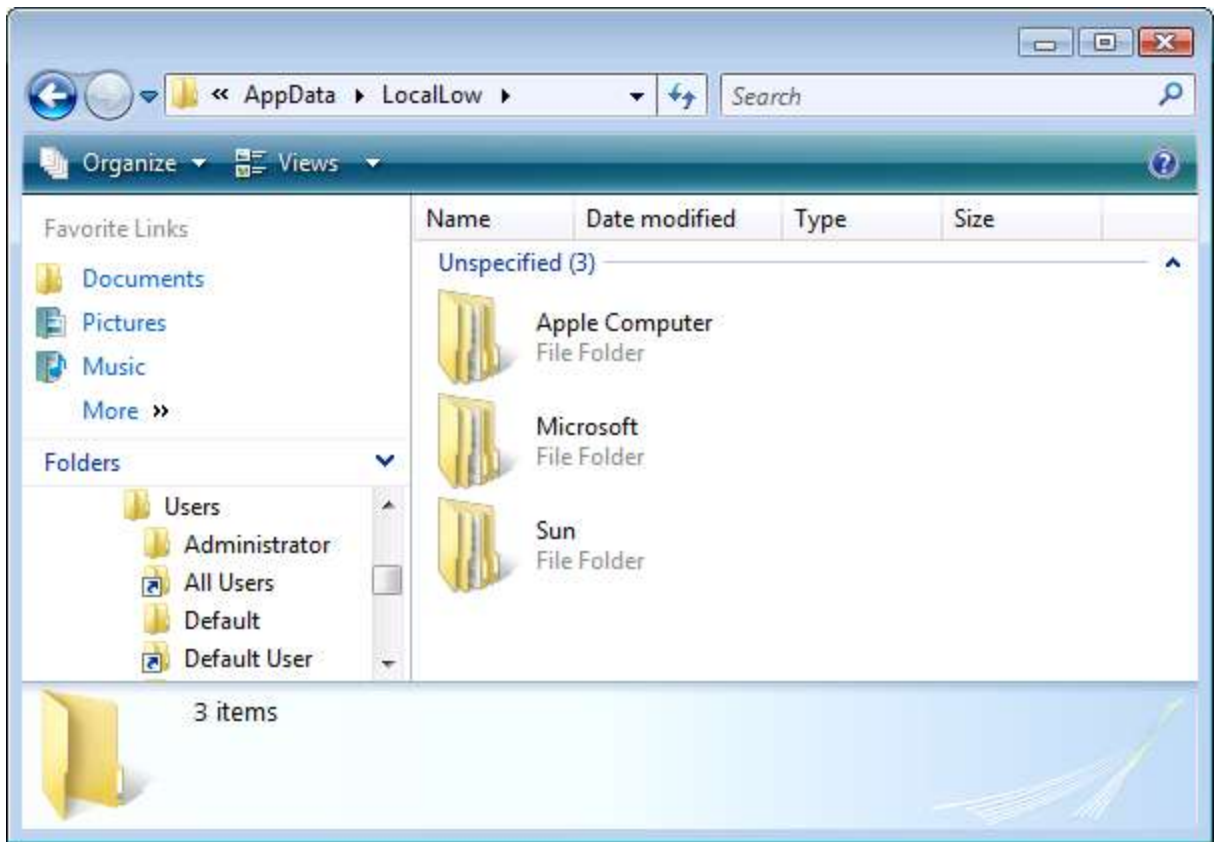 « AppData ▸ LocalLow ▸ Search
Organize Views
Favorite Links
Documents
Pictures
Music
More »
Folders
Users
Administrator
All Users
Default
Default User
Name Date modified Type Size
Unspecified (3)
Apple Computer
File Folder
Microsoft
File Folder
Sun
File Folder
3 items